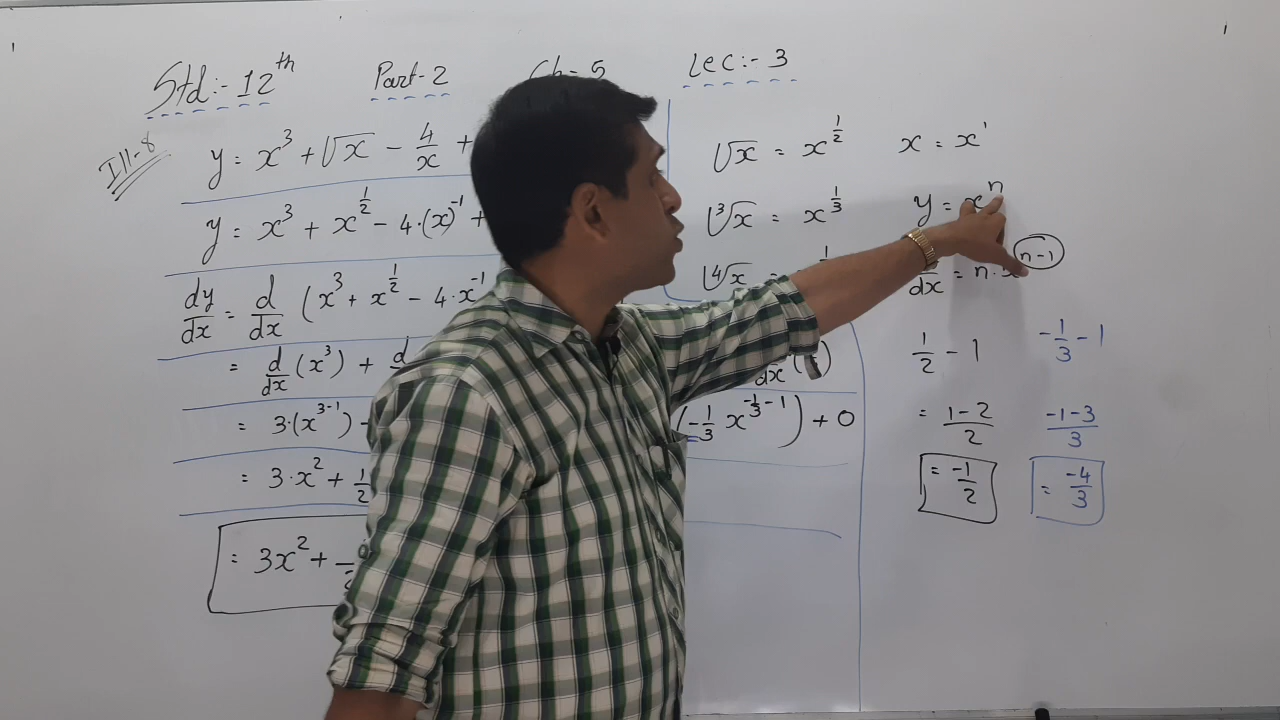 Std:- 12th Part-2 Ch-5 Lec:- 3
Ill-8
y = x³ + √x − 4/x +
y = x³ + x^(1/2) − 4·(x)⁻¹ +
dy/dx = d/dx (x³ + x^(1/2) − 4·x⁻¹
= d/dx (x³) +
= 3·(x³⁻¹)
= 3·x² + 1/2
= 3x² +
(−1/3 x^(−1/3 − 1)) + 0
√x = x^(1/2)
³√x = x^(1/3)
⁴√x
x = x¹
y = xⁿ
dx = n·x^(n−1)
1/2 − 1
= (1−2)/2
= −1/2
−1/3 − 1
(−1−3)/3
= −4/3